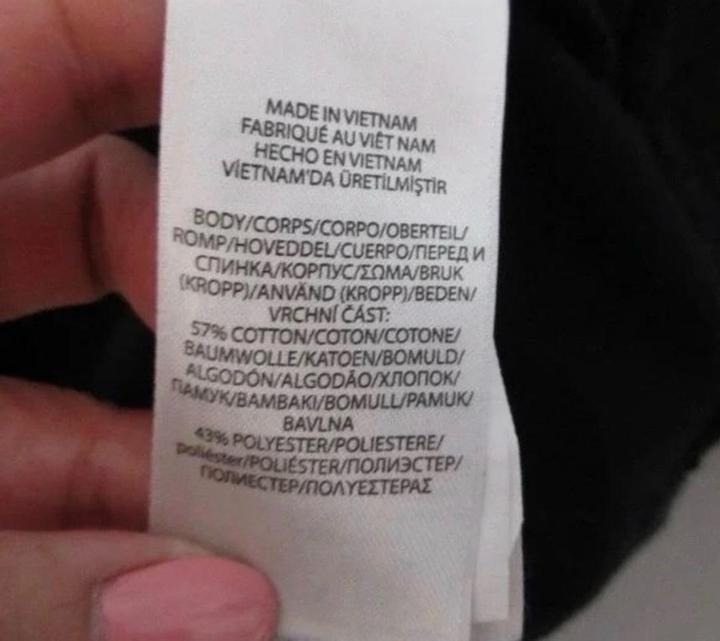 MADE IN VIETNAM
FABRIQUÉ AU VIÊT NAM
HECHO EN VIETNAM
VİETNAM'DA ÜRETİLMİŞTİR
BODY/CORPS/CORPO/OBERTEIL/
ROMP/HOVEDDEL/CUERPO/ПЕРЕД И
СПИНКА/КОРПУС/ΣΩΜΑ/BRUK
(KROPP)/ANVÄND (KROPP)/BEDEN/
VRCHNÍ ČÁST:
57% COTTON/COTON/COTONE/
BAUMWOLLE/KATOEN/BOMULD/
ALGODÓN/ALGODÃO/ХЛОПОК/
ПАМУК/BAMBAKI/BOMULL/PAMUK/
BAVLNA
43% POLYESTER/POLIESTERE/
poliéster/POLIÉSTER/ПОЛИЭСТЕР/
ПОЛИЕСТЕР/ΠΟΛΥΕΣΤΕΡΑΣ